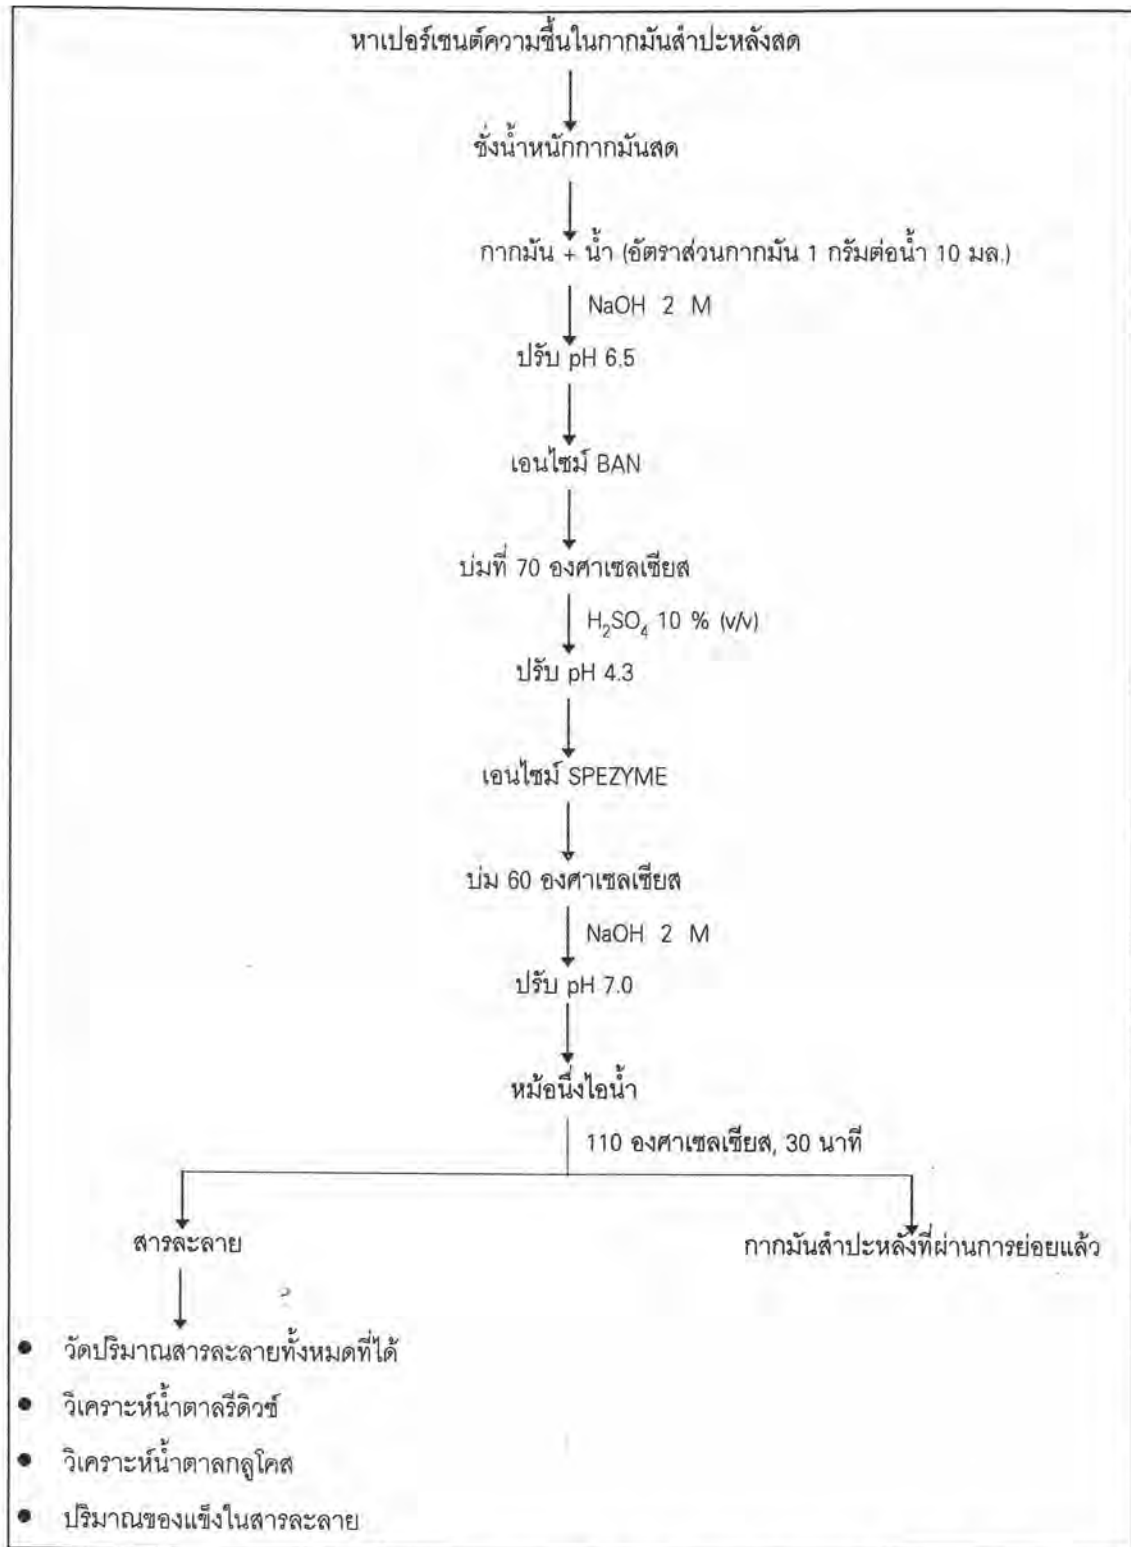 หาเปอร์เซนต์ความชื้นในกากมันสำปะหลังสด
ชั่งน้ำหนักกากมันสด
กากมัน + น้ำ (อัตราส่วนกากมัน 1 กรัมต่อน้ำ 10 มล.)
NaOH 2 M
ปรับ pH 6.5
เอนไซม์ BAN
บ่มที่ 70 องศาเซลเซียส
H₂SO₄ 10 % (v/v)
ปรับ pH 4.3
เอนไซม์ SPEZYME
บ่ม 60 องศาเซลเซียส
NaOH 2 M
ปรับ pH 7.0
หม้อนึ่งไอน้ำ
110 องศาเซลเซียส, 30 นาที
สารละลาย
กากมันสำปะหลังที่ผ่านการย่อยแล้ว
• วัดปริมาณสารละลายทั้งหมดที่ได้
• วิเคราะห์น้ำตาลรีดิวซ์
• วิเคราะห์น้ำตาลกลูโคส
• ปริมาณของแข็งในสารละลาย